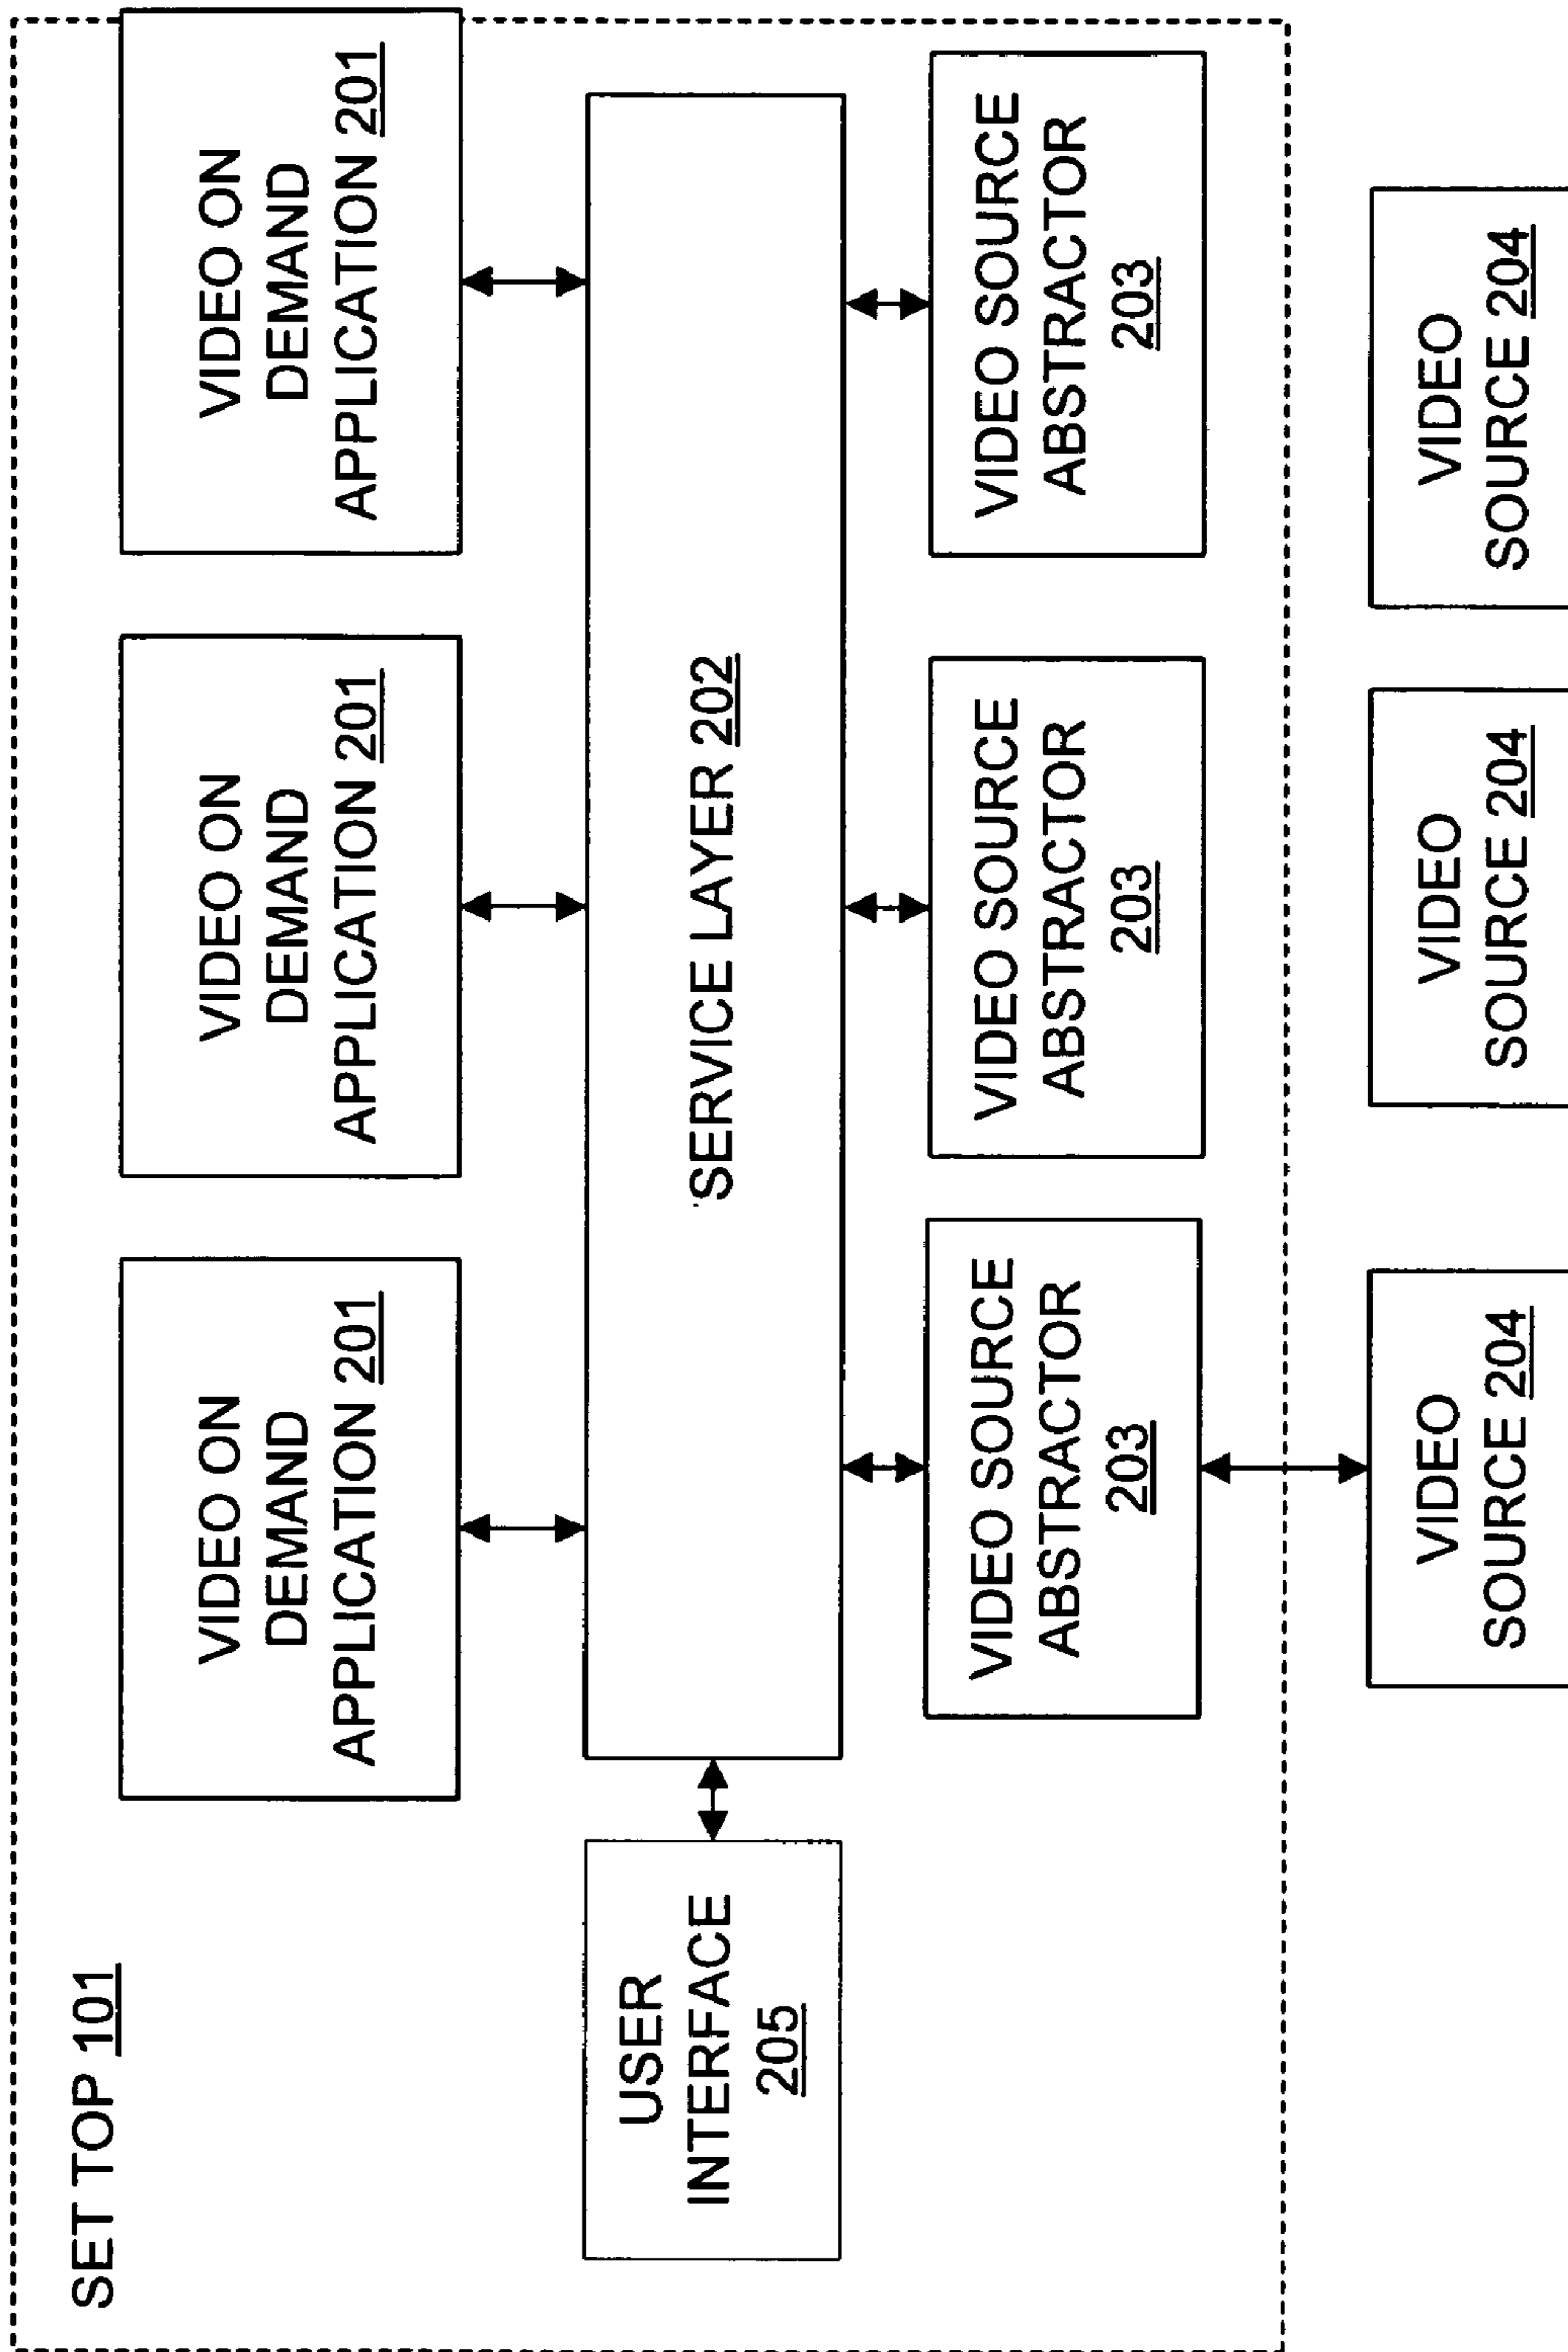 SET TOP 101
VIDEO ON
DEMAND
APPLICATION 201
VIDEO ON
DEMAND
APPLICATION 201
VIDEO ON
DEMAND
APPLICATION 201
USER
INTERFACE
205
SERVICE LAYER 202
VIDEO SOURCE
ABSTRACTOR
203
VIDEO SOURCE
ABSTRACTOR
203
VIDEO SOURCE
ABSTRACTOR
203
VIDEO
SOURCE 204
VIDEO
SOURCE 204
VIDEO
SOURCE 204